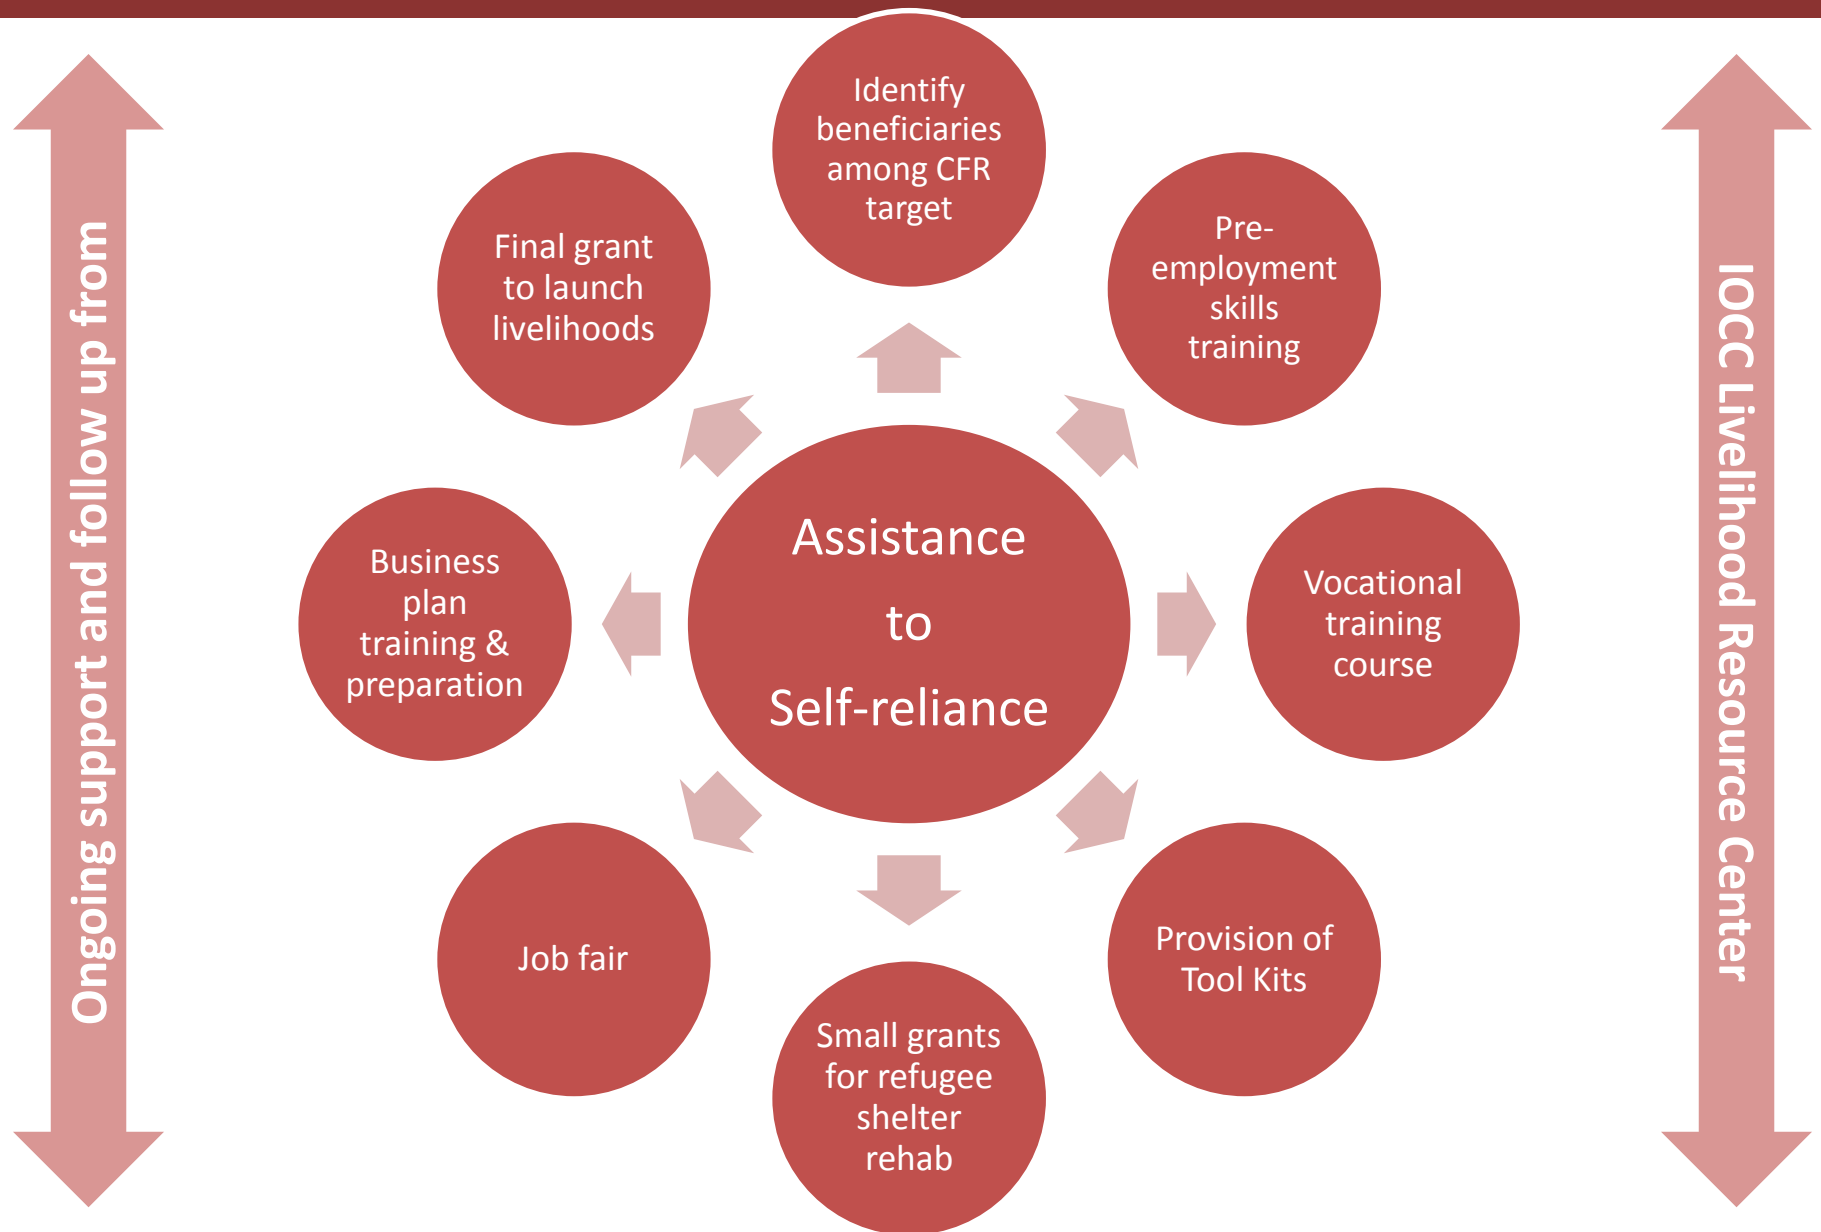 Identify
beneficiaries
among CFR
target
Pre-
employment
skills
training
Vocational
training
course
Provision of
Tool Kits
Small grants
for refugee
shelter
rehab
Job fair
Business
plan
training &
preparation
Final grant
to launch
livelihoods
Assistance
to
Self-reliance
Ongoing support and follow up from
IOCC Livelihood Resource Center